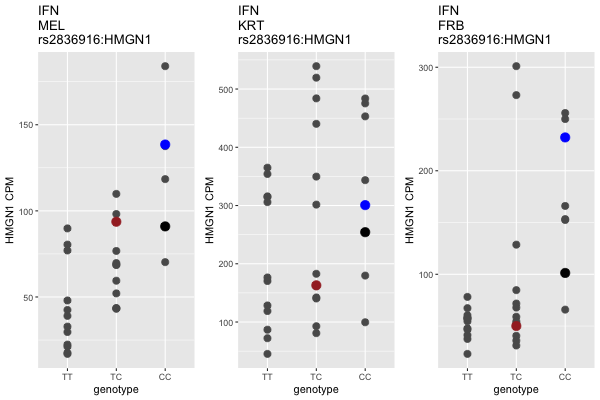 IFN
MEL
rs2836916:HMGN1
HMGN1 CPM
150
100
50
TT TC CC
genotype
IFN
KRT
rs2836916:HMGN1
HMGN1 CPM
500
400
300
200
100
TT TC CC
genotype
IFN
FRB
rs2836916:HMGN1
HMGN1 CPM
300
200
100
TT TC CC
genotype